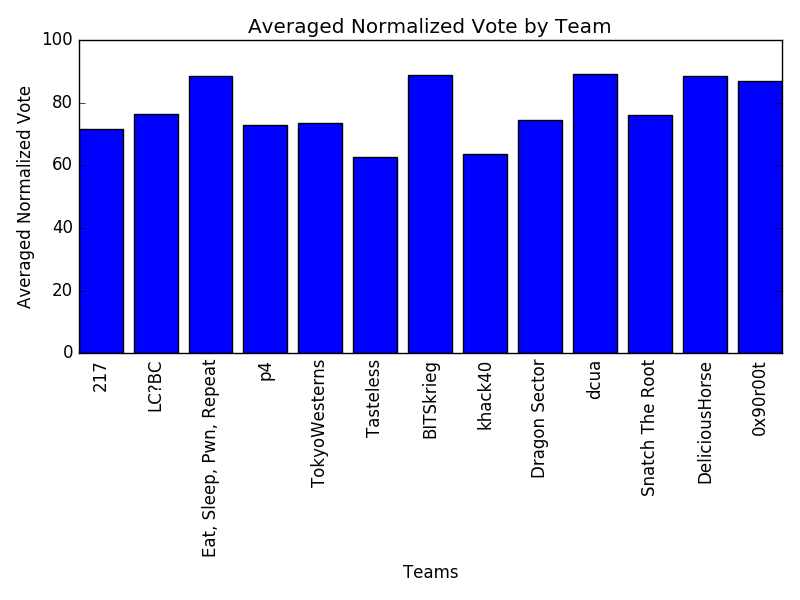 Averaged Normalized Vote by Team
Averaged Normalized Vote
100
80
60
40
20
0
217
LC?BC
Eat, Sleep, Pwn, Repeat
p4
TokyoWesterns
Tasteless
BITSkrieg
khack40
Dragon Sector
dcua
Snatch The Root
DeliciousHorse
0x90r00t
Teams